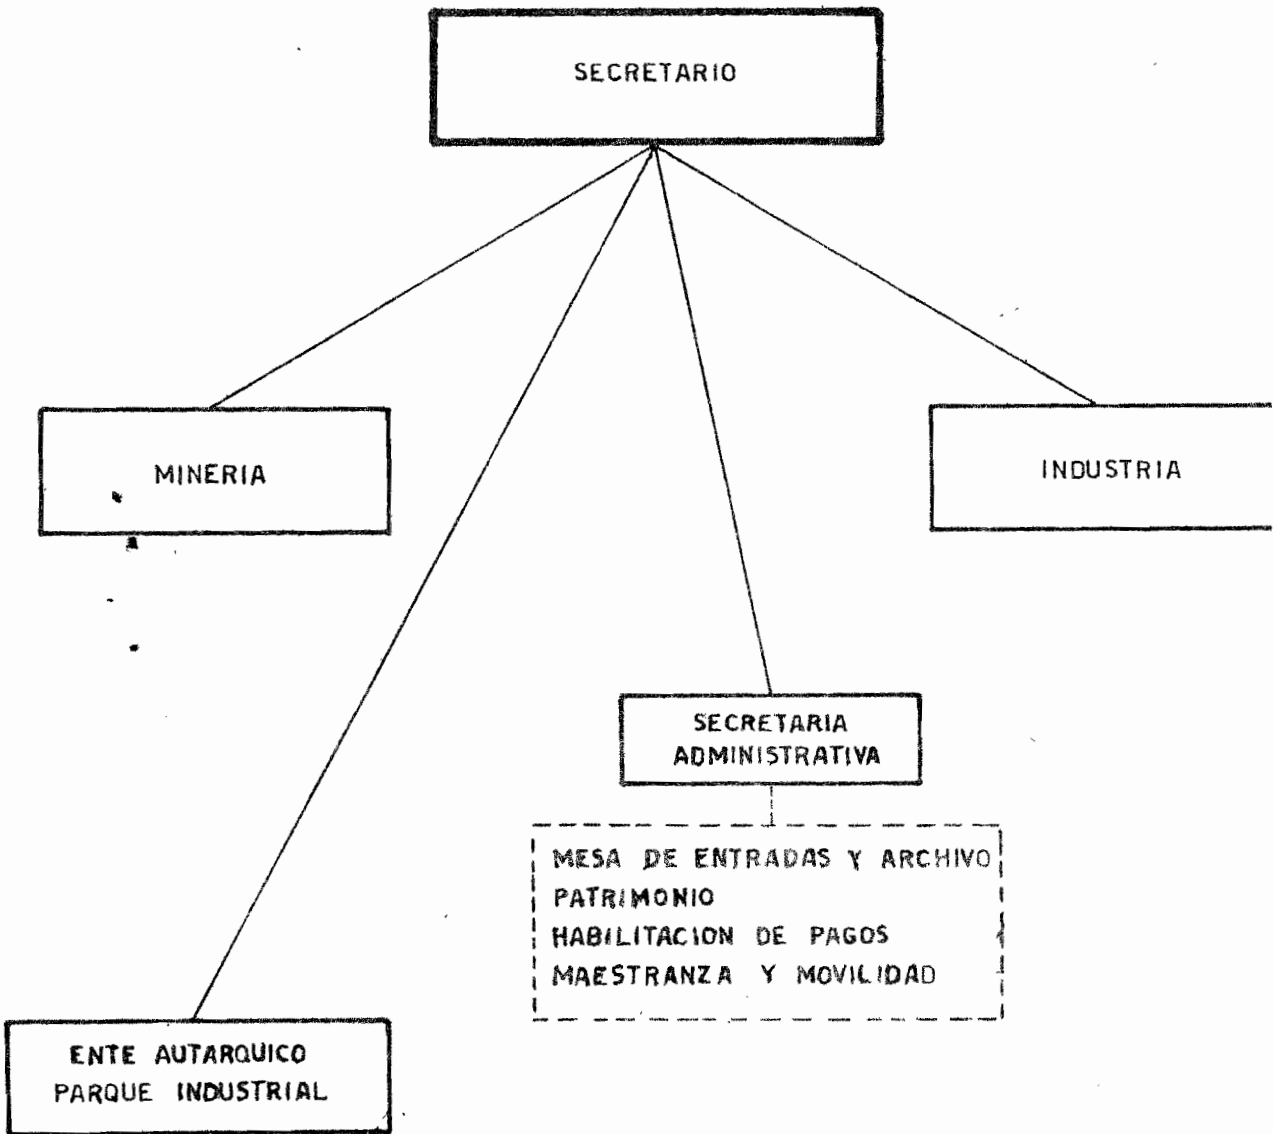 SECRETARIO
MINERIA
INDUSTRIA
SECRETARIA
ADMINISTRATIVA
MESA DE ENTRADAS Y ARCHIVO
PATRIMONIO
HABILITACION DE PAGOS
MAESTRANZA Y MOVILIDAD
ENTE AUTARQUICO
PARQUE INDUSTRIAL